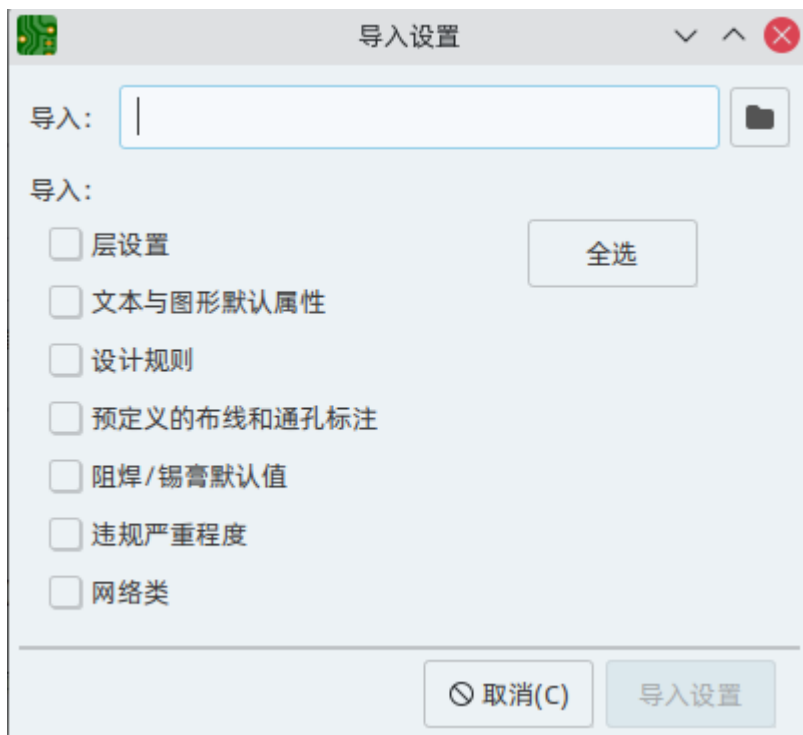 导入设置
导入:
导入:
层设置
全选
文本与图形默认属性
设计规则
预定义的布线和通孔标注
阻焊/锡膏默认值
违规严重程度
网络类
取消(C)
导入设置